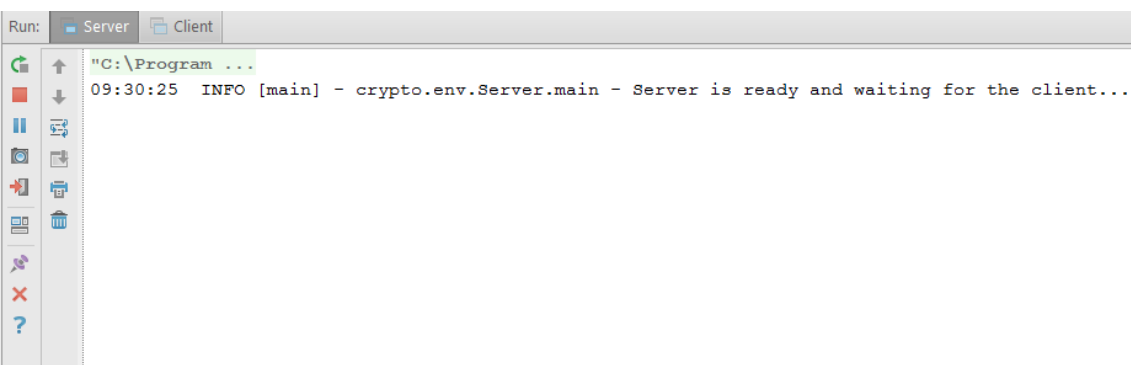 Run: Server Client
"C:\Program ...
09:30:25  INFO [main] - crypto.env.Server.main - Server is ready and waiting for the client...
?